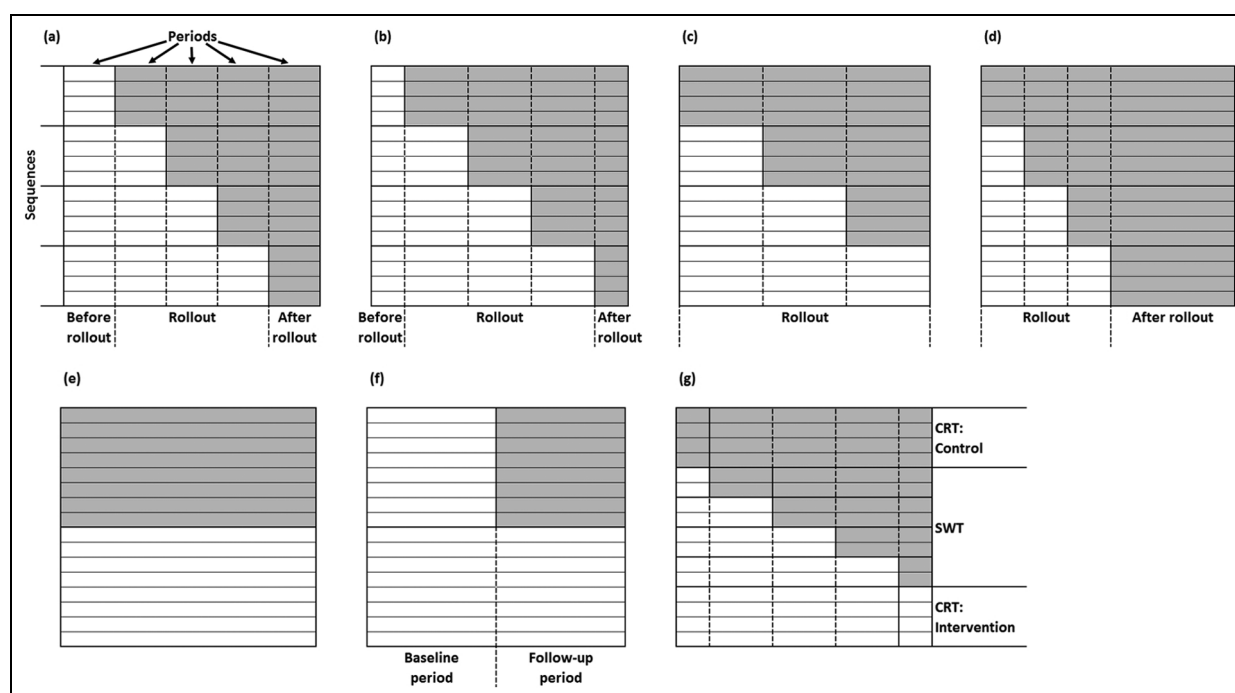 (a)
Periods
Sequences
Before
rollout
Rollout
After
rollout
(b)
Before
rollout
Rollout
After
rollout
(c)
Rollout
(d)
Rollout
After rollout
(e)
(f)
Baseline
period
Follow-up
period
(g)
CRT:
Control
SWT
CRT:
Intervention